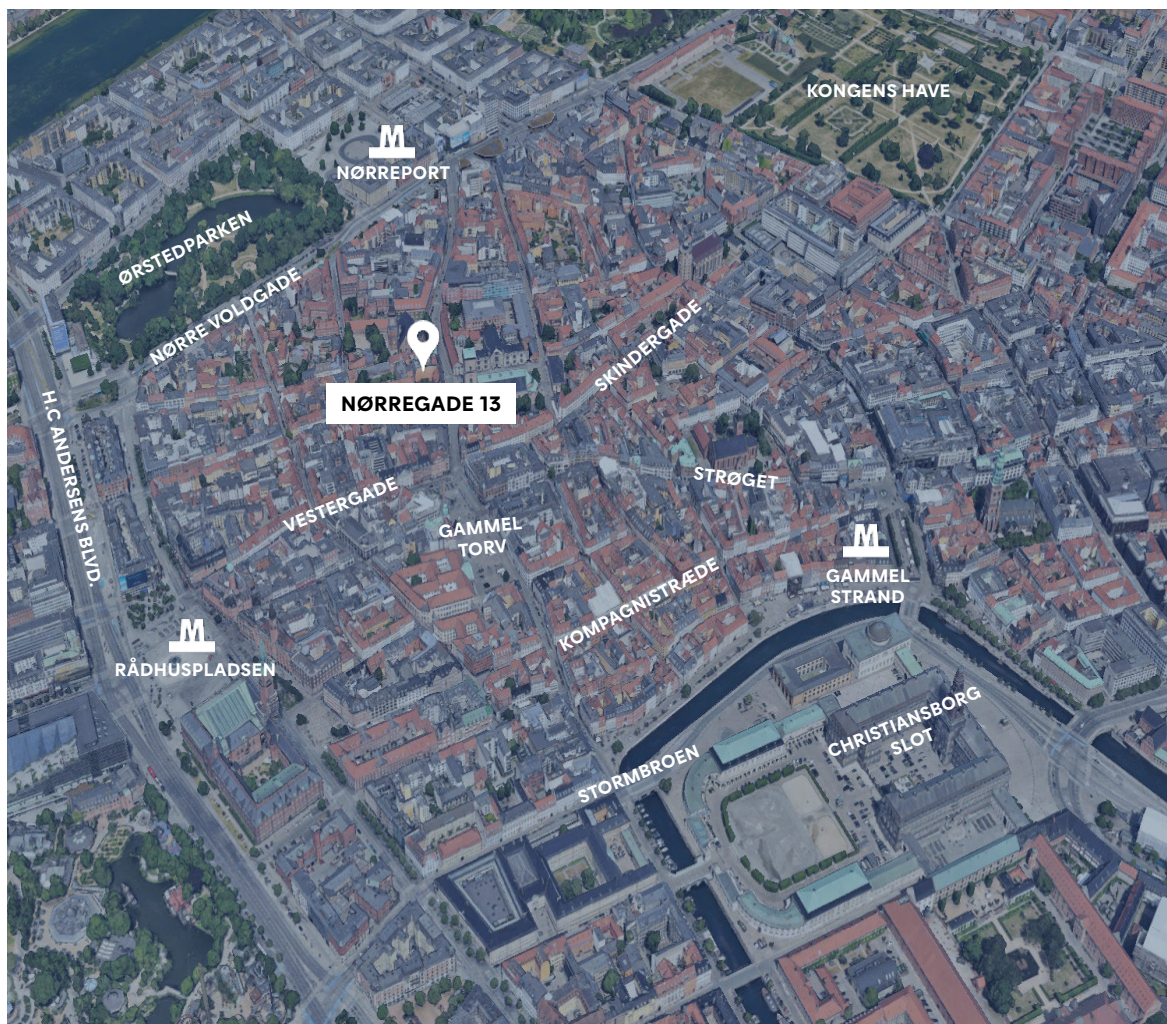 KONGENS HAVE
M
NØRREPORT
ØRSTEDPARKEN
NØRRE VOLDGADE
SKINDERGADE
NØRREGADE 13
H.C ANDERSENS BLVD.
STRØGET
VESTERGADE
GAMMEL
TORV
M
GAMMEL
STRAND
KOMPAGNISTRÆDE
M
RÅDHUSPLADSEN
CHRISTIANSBORG
SLOT
STORMBROEN